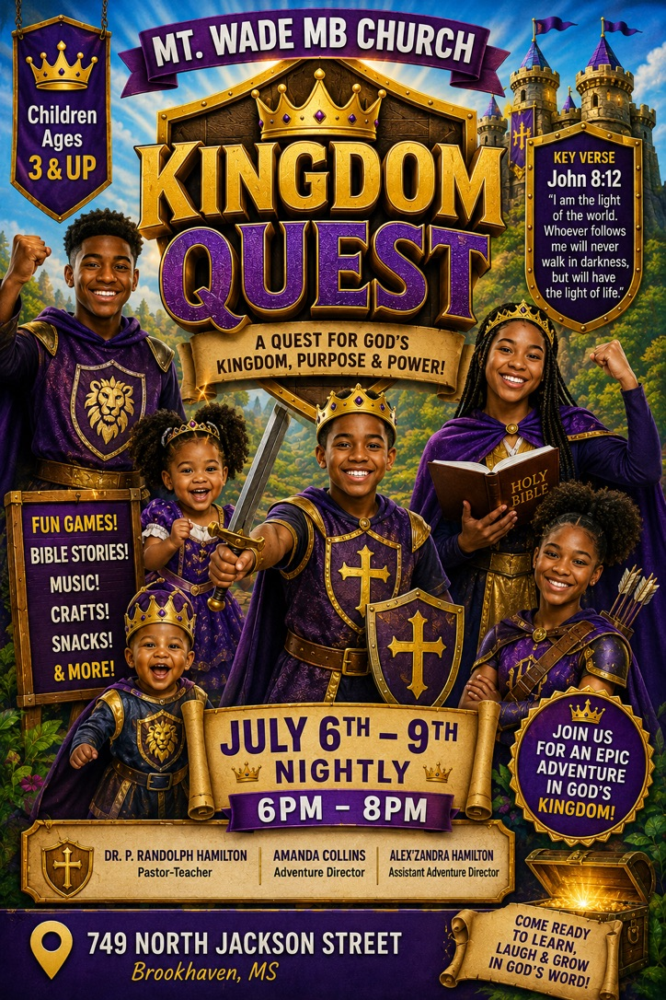 MT. WADE MB CHURCH
Children
Ages
3 & UP
KINGDOM
QUEST
A QUEST FOR GOD'S
KINGDOM, PURPOSE & POWER!
KEY VERSE
John 8:12
"I am the light
of the world.
Whoever follows
me will never
walk in darkness,
but will have
the light of life."
HOLY
BIBLE
FUN GAMES!
BIBLE STORIES!
MUSIC!
CRAFTS!
SNACKS!
& MORE!
JULY 6TH – 9TH
NIGHTLY
6PM – 8PM
JOIN US
FOR AN EPIC
ADVENTURE
IN GOD'S
KINGDOM!
DR. P. RANDOLPH HAMILTON
Pastor-Teacher
AMANDA COLLINS
Adventure Director
ALEX'ZANDRA HAMILTON
Assistant Adventure Director
749 NORTH JACKSON STREET
Brookhaven, MS
COME READY
TO LEARN,
LAUGH & GROW
IN GOD'S WORD!